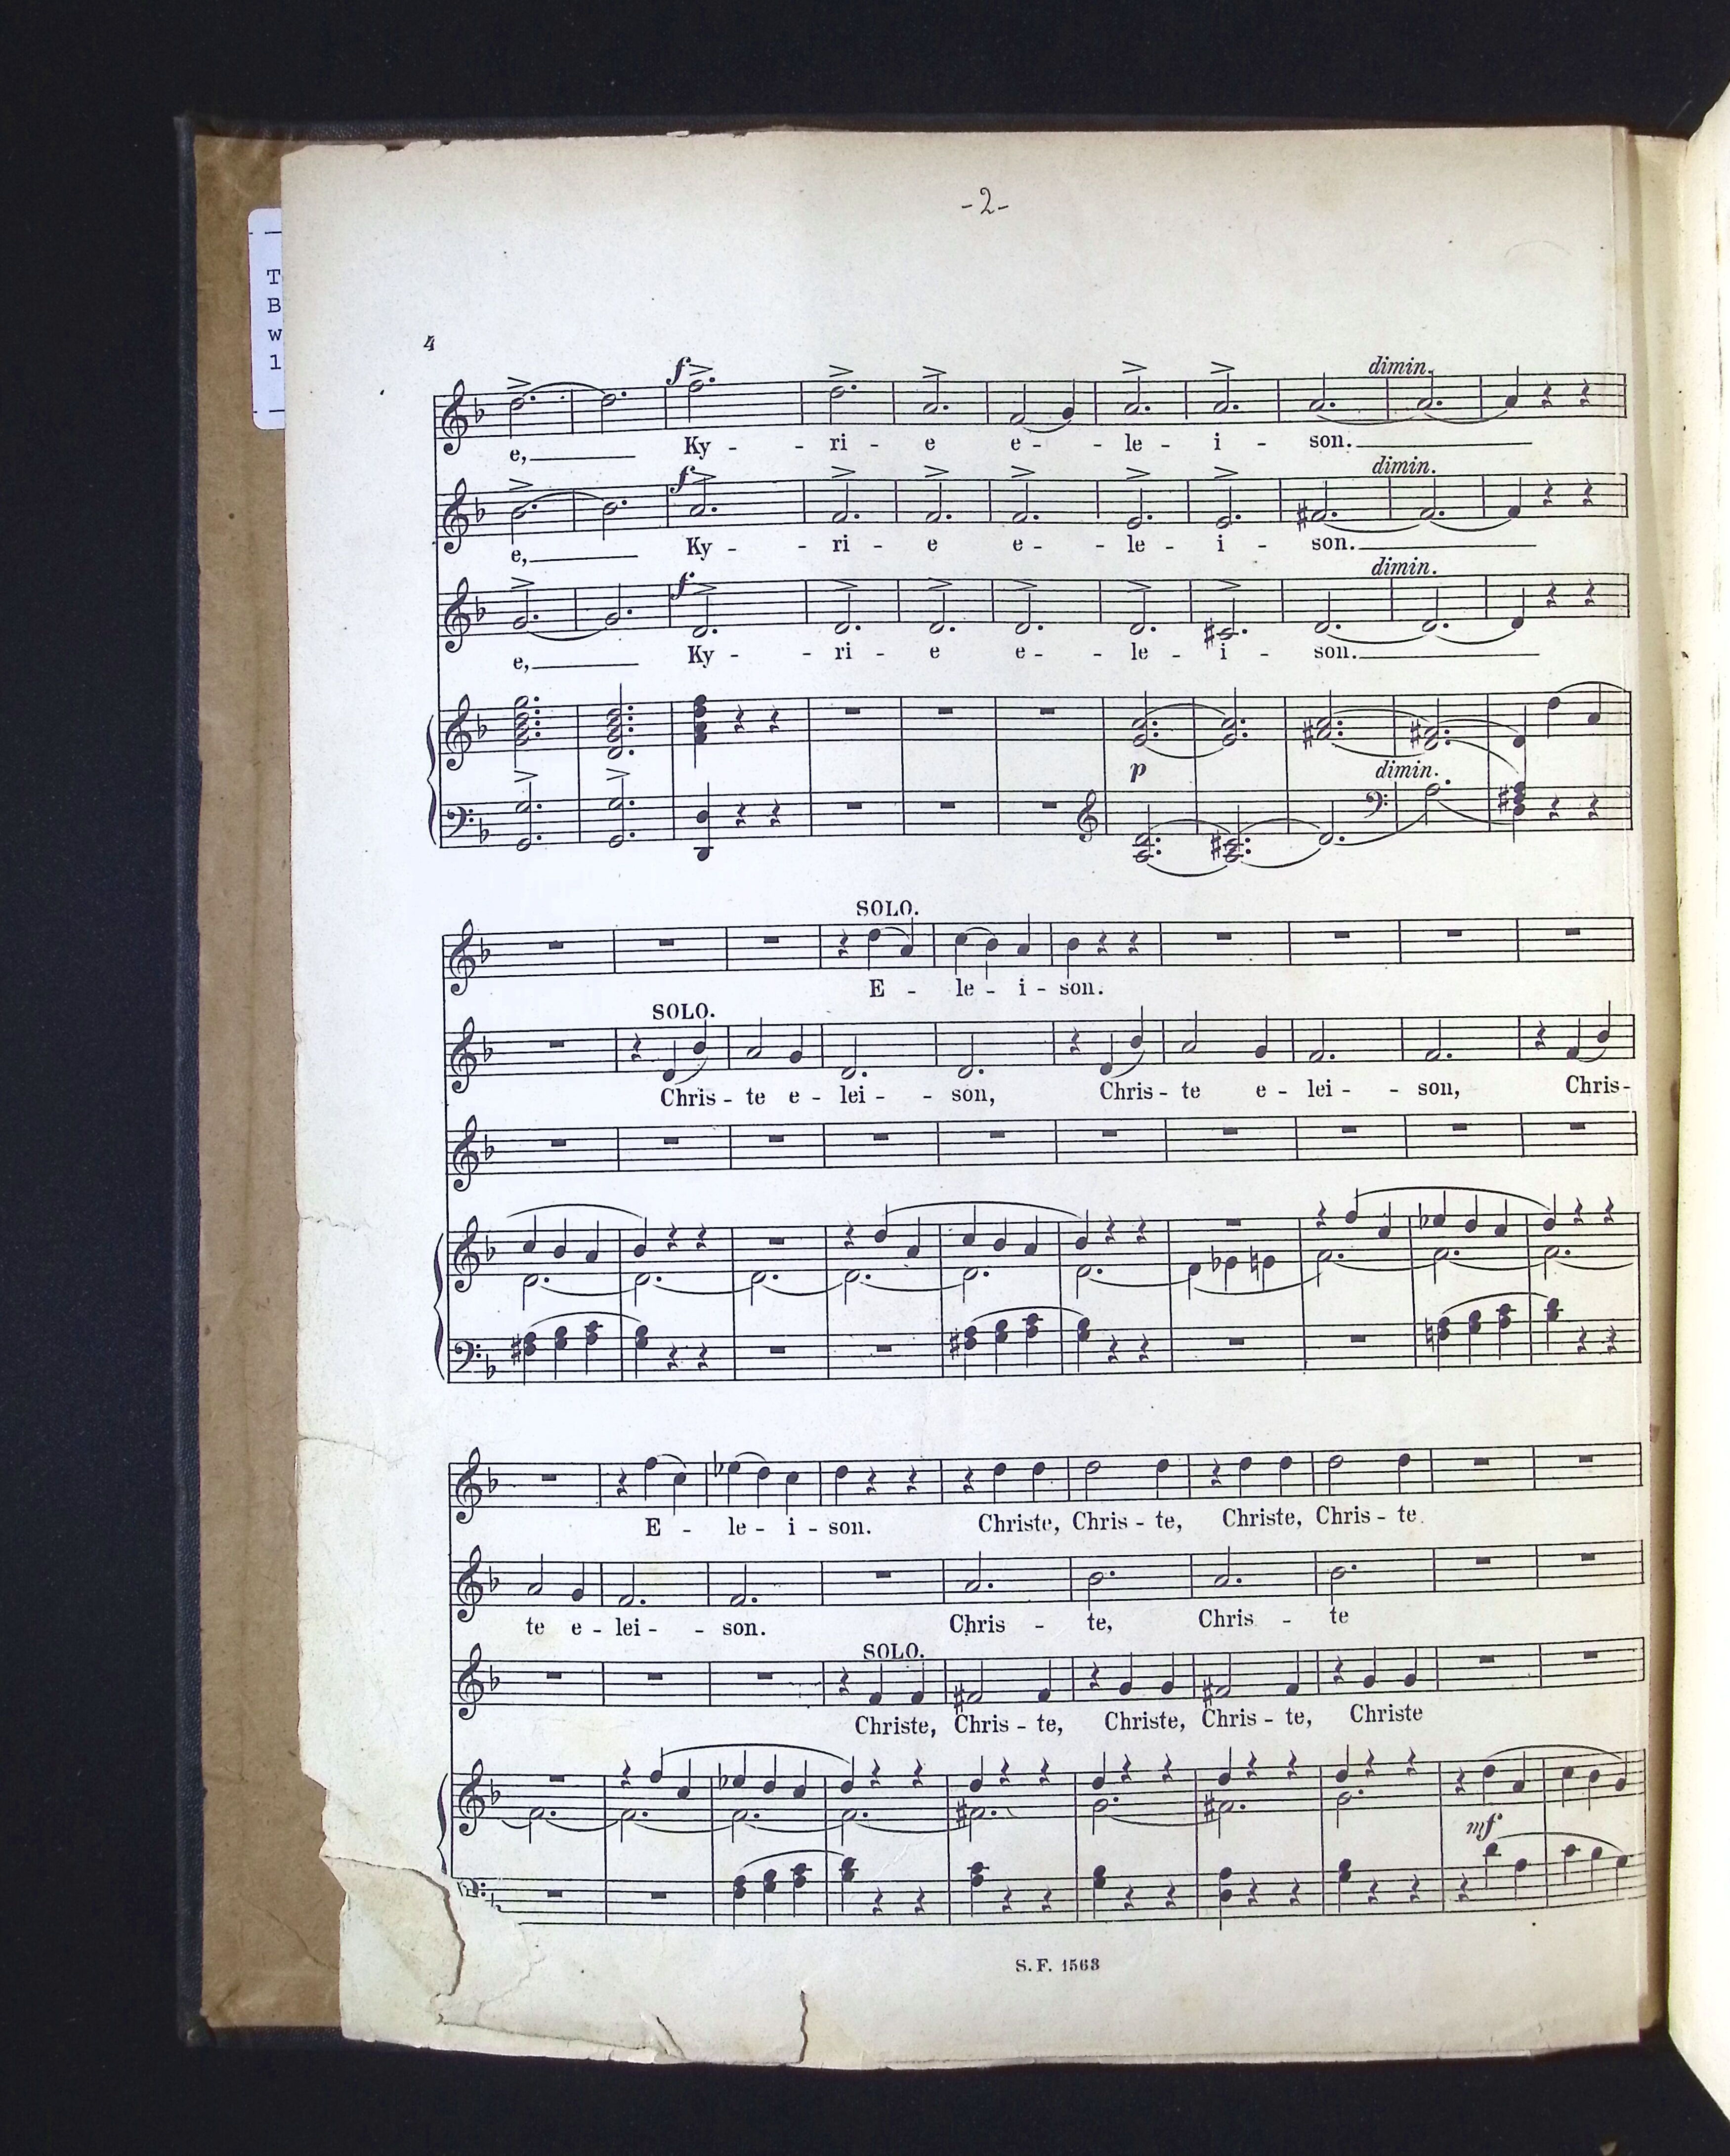 -2-
T
B
w
1
4
f
dimin.
e, Ky - - ri - e e - - le - i - son.
f
dimin.
e, Ky - - ri - e e - - le - i - son.
f
dimin.
e, Ky - - ri - e e - - le - i - son.
p
dimin.
SOLO.
E - le - i - son.
SOLO.
Chris - te e - lei - - son, Chris - te e - lei - - son, Chris-
E - le - i - son. Christe, Chris - te, Christe, Chris - te.
te e - lei - - son. Chris - te, Chris - te
SOLO.
Christe, Chris - te, Christe, Chris - te, Christe
mf
S.F. 1563